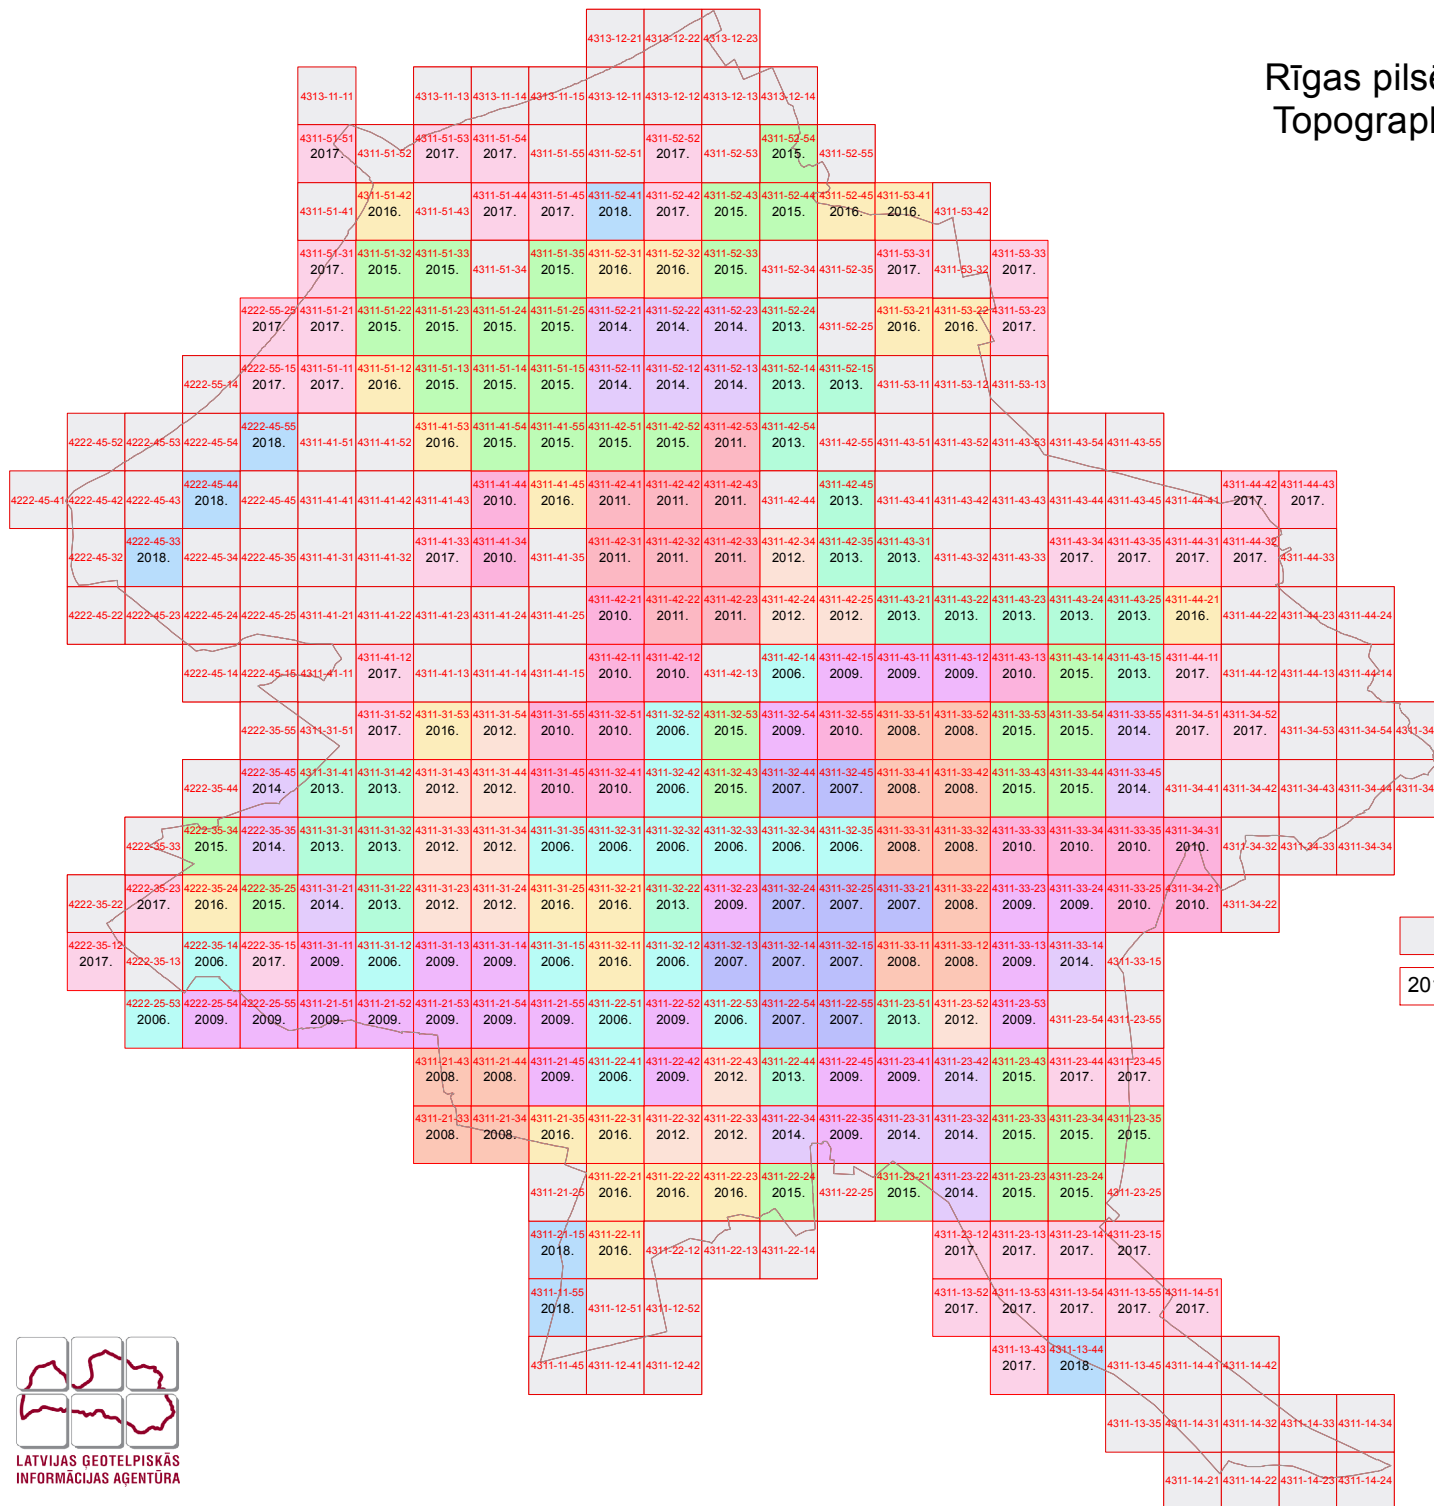 Rīgas pilsē
Topograp
4313-12-21 4313-12-22 4313-12-23
4313-11-11 4313-11-13 4313-11-14 4313-11-15 4313-12-11 4313-12-12 4313-12-13 4313-12-14
4311-51-51 4311-51-52 4311-51-53 4311-51-54 4311-51-55 4311-52-51 4311-52-52 4311-52-53 4311-52-54 4311-52-55
2017. 2017. 2017. 2017. 2015.
4311-51-41 4311-51-42 4311-51-43 4311-51-44 4311-51-45 4311-52-41 4311-52-42 4311-52-43 4311-52-44 4311-52-45 4311-53-41 4311-53-42
2016. 2017. 2017. 2018. 2017. 2015. 2015. 2016. 2016.
4311-51-31 4311-51-32 4311-51-33 4311-51-34 4311-51-35 4311-52-31 4311-52-32 4311-52-33 4311-52-34 4311-52-35 4311-53-31 4311-53-32 4311-53-33
2017. 2015. 2015. 2015. 2016. 2016. 2015. 2017. 2017.
4222-55-25 4311-51-21 4311-51-22 4311-51-23 4311-51-24 4311-51-25 4311-52-21 4311-52-22 4311-52-23 4311-52-24 4311-52-25 4311-53-21 4311-53-22 4311-53-23
2017. 2017. 2015. 2015. 2015. 2015. 2014. 2014. 2014. 2013. 2016. 2016. 2017.
4222-55-14 4222-55-15 4311-51-11 4311-51-12 4311-51-13 4311-51-14 4311-51-15 4311-52-11 4311-52-12 4311-52-13 4311-52-14 4311-52-15 4311-53-11 4311-53-12 4311-53-13
2017. 2017. 2016. 2015. 2015. 2015. 2014. 2014. 2014. 2013. 2013.
4222-45-52 4222-45-53 4222-45-54 4222-45-55 4311-41-51 4311-41-52 4311-41-53 4311-41-54 4311-41-55 4311-42-51 4311-42-52 4311-42-53 4311-42-54 4311-42-55 4311-43-51 4311-43-52 4311-43-53 4311-43-54 4311-43-55
2018. 2016. 2015. 2015. 2015. 2015. 2011. 2013.
4222-45-41 4222-45-42 4222-45-43 4222-45-44 4222-45-45 4311-41-41 4311-41-42 4311-41-43 4311-41-44 4311-41-45 4311-42-41 4311-42-42 4311-42-43 4311-42-44 4311-42-45 4311-43-41 4311-43-42 4311-43-43 4311-43-44 4311-43-45 4311-44-41 4311-44-42 4311-44-43
2018. 2010. 2016. 2011. 2011. 2011. 2013. 2017. 2017.
4222-45-32 4222-45-33 4222-45-34 4222-45-35 4311-41-31 4311-41-32 4311-41-33 4311-41-34 4311-41-35 4311-42-31 4311-42-32 4311-42-33 4311-42-34 4311-42-35 4311-43-31 4311-43-32 4311-43-33 4311-43-34 4311-43-35 4311-44-31 4311-44-32 4311-44-33
2018. 2017. 2010. 2011. 2011. 2011. 2012. 2013. 2013. 2017. 2017. 2017. 2017.
4222-45-22 4222-45-23 4222-45-24 4222-45-25 4311-41-21 4311-41-22 4311-41-23 4311-41-24 4311-41-25 4311-42-21 4311-42-22 4311-42-23 4311-42-24 4311-42-25 4311-43-21 4311-43-22 4311-43-23 4311-43-24 4311-43-25 4311-44-21 4311-44-22 4311-44-23 4311-44-24
2010. 2011. 2011. 2012. 2012. 2013. 2013. 2013. 2013. 2013. 2016.
4222-45-14 4222-45-15 4311-41-11 4311-41-12 4311-41-13 4311-41-14 4311-41-15 4311-42-11 4311-42-12 4311-42-13 4311-42-14 4311-42-15 4311-43-11 4311-43-12 4311-43-13 4311-43-14 4311-43-15 4311-44-11 4311-44-12 4311-44-13 4311-44-14
2017. 2010. 2010. 2006. 2009. 2009. 2009. 2010. 2015. 2013. 2017.
4222-35-55 4311-31-51 4311-31-52 4311-31-53 4311-31-54 4311-31-55 4311-32-51 4311-32-52 4311-32-53 4311-32-54 4311-32-55 4311-33-51 4311-33-52 4311-33-53 4311-33-54 4311-33-55 4311-34-51 4311-34-52 4311-34-53 4311-34-54 4311-34
2017. 2016. 2012. 2010. 2010. 2006. 2015. 2009. 2010. 2008. 2008. 2015. 2015. 2014. 2017. 2017.
4222-35-44 4222-35-45 4311-31-41 4311-31-42 4311-31-43 4311-31-44 4311-31-45 4311-32-41 4311-32-42 4311-32-43 4311-32-44 4311-32-45 4311-33-41 4311-33-42 4311-33-43 4311-33-44 4311-33-45 4311-34-41 4311-34-42 4311-34-43 4311-34-44 4311-34
2014. 2013. 2013. 2012. 2012. 2010. 2010. 2006. 2015. 2007. 2007. 2008. 2008. 2015. 2015. 2014.
4222-35-33 4222-35-34 4222-35-35 4311-31-31 4311-31-32 4311-31-33 4311-31-34 4311-31-35 4311-32-31 4311-32-32 4311-32-33 4311-32-34 4311-32-35 4311-33-31 4311-33-32 4311-33-33 4311-33-34 4311-33-35 4311-34-31 4311-34-32 4311-34-33 4311-34-34
2015. 2014. 2013. 2013. 2012. 2012. 2006. 2006. 2006. 2006. 2006. 2006. 2008. 2008. 2010. 2010. 2010. 2010.
4222-35-22 4222-35-23 4222-35-24 4222-35-25 4311-31-21 4311-31-22 4311-31-23 4311-31-24 4311-31-25 4311-32-21 4311-32-22 4311-32-23 4311-32-24 4311-32-25 4311-33-21 4311-33-22 4311-33-23 4311-33-24 4311-33-25 4311-34-21 4311-34-22
2017. 2016. 2015. 2014. 2013. 2012. 2012. 2016. 2016. 2013. 2009. 2007. 2007. 2007. 2008. 2009. 2009. 2010. 2010.
4222-35-12 4222-35-13 4222-35-14 4222-35-15 4311-31-11 4311-31-12 4311-31-13 4311-31-14 4311-31-15 4311-32-11 4311-32-12 4311-32-13 4311-32-14 4311-32-15 4311-33-11 4311-33-12 4311-33-13 4311-33-14 4311-33-15
2017. 2006. 2017. 2009. 2006. 2009. 2009. 2006. 2016. 2006. 2007. 2007. 2007. 2008. 2008. 2009. 2014.
4222-25-53 4222-25-54 4222-25-55 4311-21-51 4311-21-52 4311-21-53 4311-21-54 4311-21-55 4311-22-51 4311-22-52 4311-22-53 4311-22-54 4311-22-55 4311-23-51 4311-23-52 4311-23-53 4311-23-54 4311-23-55
2006. 2009. 2009. 2009. 2009. 2009. 2009. 2009. 2006. 2009. 2006. 2007. 2007. 2013. 2012. 2009.
20
4311-21-43 4311-21-44 4311-21-45 4311-22-41 4311-22-42 4311-22-43 4311-22-44 4311-22-45 4311-23-41 4311-23-42 4311-23-43 4311-23-44 4311-23-45
2008. 2008. 2009. 2006. 2009. 2012. 2013. 2009. 2009. 2014. 2015. 2017. 2017.
4311-21-33 4311-21-34 4311-21-35 4311-22-31 4311-22-32 4311-22-33 4311-22-34 4311-22-35 4311-23-31 4311-23-32 4311-23-33 4311-23-34 4311-23-35
2008. 2008. 2016. 2016. 2012. 2012. 2014. 2009. 2014. 2014. 2015. 2015. 2015.
4311-21-25 4311-22-21 4311-22-22 4311-22-23 4311-22-24 4311-22-25 4311-23-21 4311-23-22 4311-23-23 4311-23-24 4311-23-25
2016. 2016. 2016. 2015. 2015. 2014. 2015. 2015.
4311-21-15 4311-22-11 4311-22-12 4311-22-13 4311-22-14 4311-23-12 4311-23-13 4311-23-14 4311-23-15
2018. 2016. 2017. 2017. 2017. 2017.
4311-11-55 4311-12-51 4311-12-52 4311-13-52 4311-13-53 4311-13-54 4311-13-55 4311-14-51
2018. 2017. 2017. 2017. 2017. 2017.
4311-11-45 4311-12-41 4311-12-42 4311-13-43 4311-13-44 4311-13-45 4311-14-41 4311-14-42
2017. 2018.
4311-13-35 4311-14-31 4311-14-32 4311-14-33 4311-14-34
4311-14-21 4311-14-22 4311-14-23 4311-14-24
LATVIJAS ĢEOTELPISKĀS
INFORMĀCIJAS AĢENTŪRA